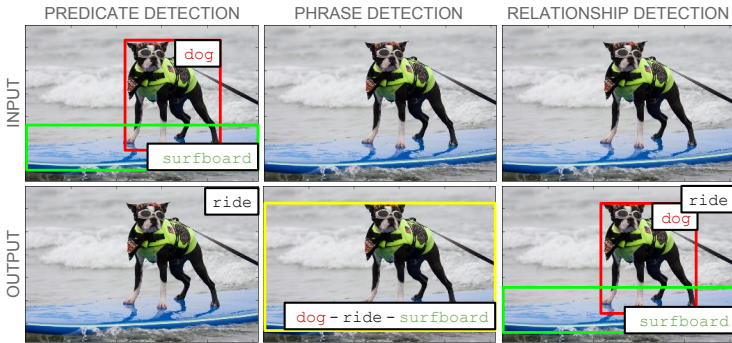 PREDICATE DETECTION
PHRASE DETECTION
RELATIONSHIP DETECTION
INPUT
dog
surfboard
OUTPUT
ride
dog - ride - surfboard
ride
dog
surfboard